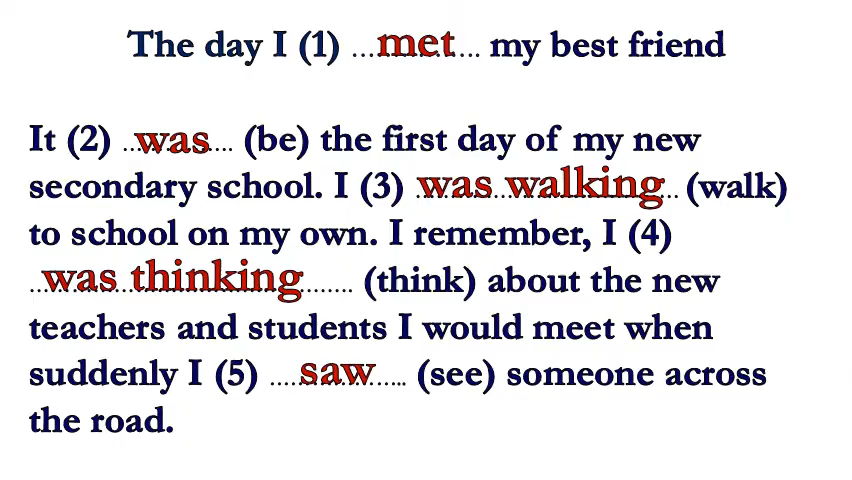 The day I (1) ...met... my best friend
It (2) ...was... (be) the first day of my new
secondary school. I (3) ...was walking... (walk)
to school on my own. I remember, I (4)
...was thinking........ (think) about the new
teachers and students I would meet when
suddenly I (5) ....saw..... (see) someone across
the road.